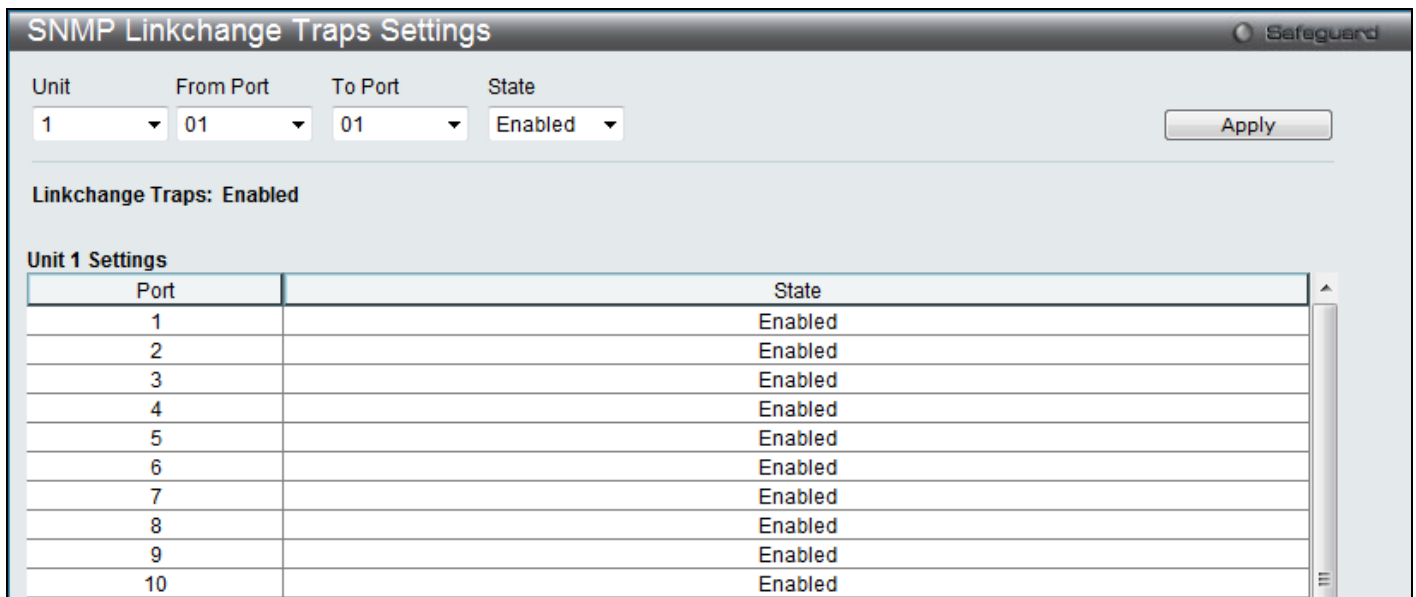 SNMP Linkchange Traps Settings
Safeguard
Unit From Port To Port State
1 01 01 Enabled
Apply
Linkchange Traps: Enabled
Unit 1 Settings
Port State
1 Enabled
2 Enabled
3 Enabled
4 Enabled
5 Enabled
6 Enabled
7 Enabled
8 Enabled
9 Enabled
10 Enabled